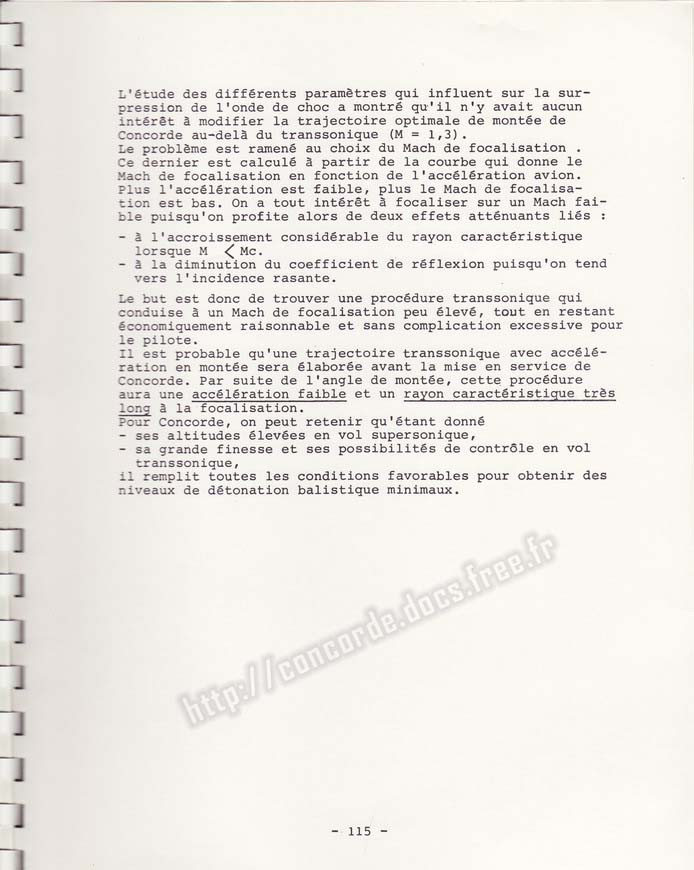 L'étude des différents paramètres qui influent sur la sur-
pression de l'onde de choc a montré qu'il n'y avait aucun
intérêt à modifier la trajectoire optimale de montée de
Concorde au-delà du transsonique (M = 1,3).
Le problème est ramené au choix du Mach de focalisation .
Ce dernier est calculé à partir de la courbe qui donne le
Mach de focalisation en fonction de l'accélération avion.
Plus l'accélération est faible, plus le Mach de focalisa-
tion est bas. On a tout intérêt à focaliser sur un Mach fai-
ble puisqu'on profite alors de deux effets atténuants liés :
- à l'accroissement considérable du rayon caractéristique
lorsque M < Mc.
- à la diminution du coefficient de réflexion puisqu'on tend
vers l'incidence rasante.
Le but est donc de trouver une procédure transsonique qui
conduise à un Mach de focalisation peu élevé, tout en restant
économiquement raisonnable et sans complication excessive pour
le pilote.
Il est probable qu'une trajectoire transsonique avec accélé-
ration en montée sera élaborée avant la mise en service de
Concorde. Par suite de l'angle de montée, cette procédure
aura une accélération faible et un rayon caractéristique très
long à la focalisation.
Pour Concorde, on peut retenir qu'étant donné
- ses altitudes élevées en vol supersonique,
- sa grande finesse et ses possibilités de contrôle en vol
transsonique,
il remplit toutes les conditions favorables pour obtenir des
niveaux de détonation balistique minimaux.
http://concorde.docs.free.fr
- 115 -